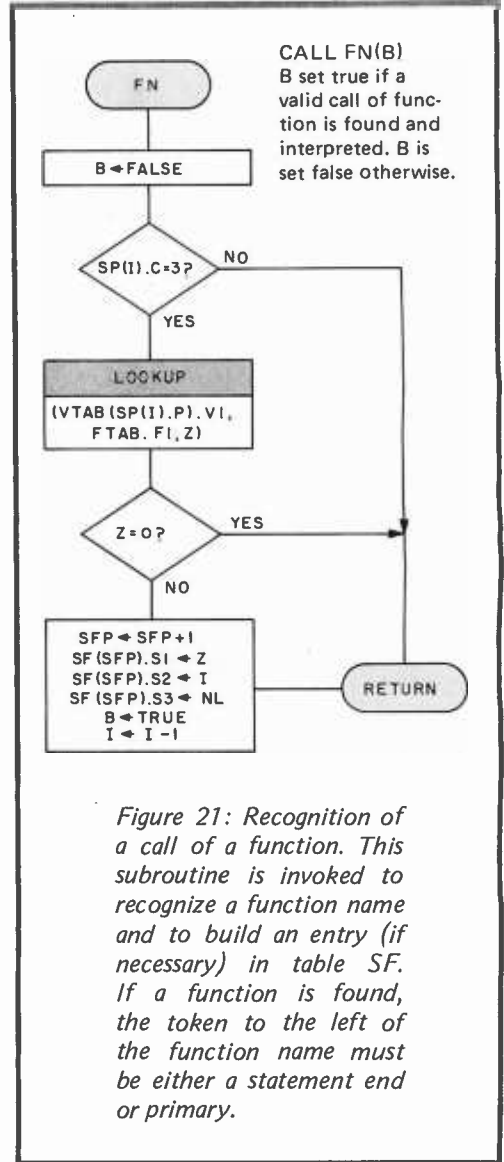 FN
CALL FN(B)
B set true if a
valid call of func-
tion is found and
interpreted. B is
set false otherwise.
B←FALSE
SP(I).C=3?
NO
YES
LOOKUP
(VTAB(SP(I).P).V1,
FTAB.F1,Z)
Z=0?
YES
NO
SFP←SFP+1
SF(SFP).S1←Z
SF(SFP).S2←I
SF(SFP).S3←NL
B←TRUE
I←I-1
RETURN
Figure 21: Recognition of
a call of a function. This
subroutine is invoked to
recognize a function name
and to build an entry (if
necessary) in table SF.
If a function is found,
the token to the left of
the function name must
be either a statement end
or primary.